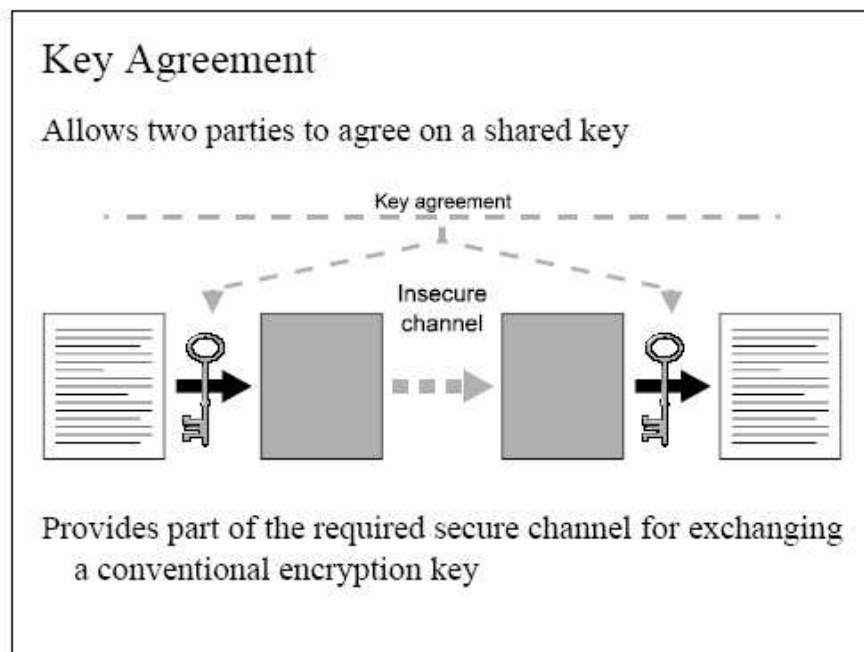 Key Agreement
Allows two parties to agree on a shared key
Key agreement
Insecure
channel
Provides part of the required secure channel for exchanging
a conventional encryption key